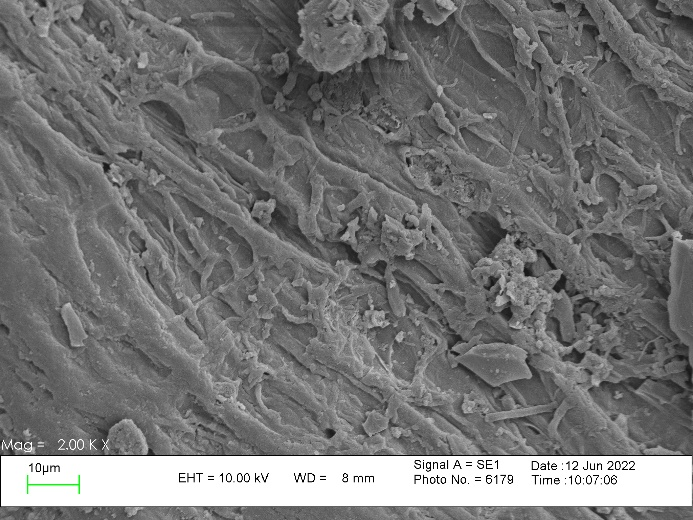 Mag = 2.00 K X
10µm
EHT = 10.00 kV
WD = 8 mm
Signal A = SE1
Photo No. = 6179
Date :12 Jun 2022
Time :10:07:06